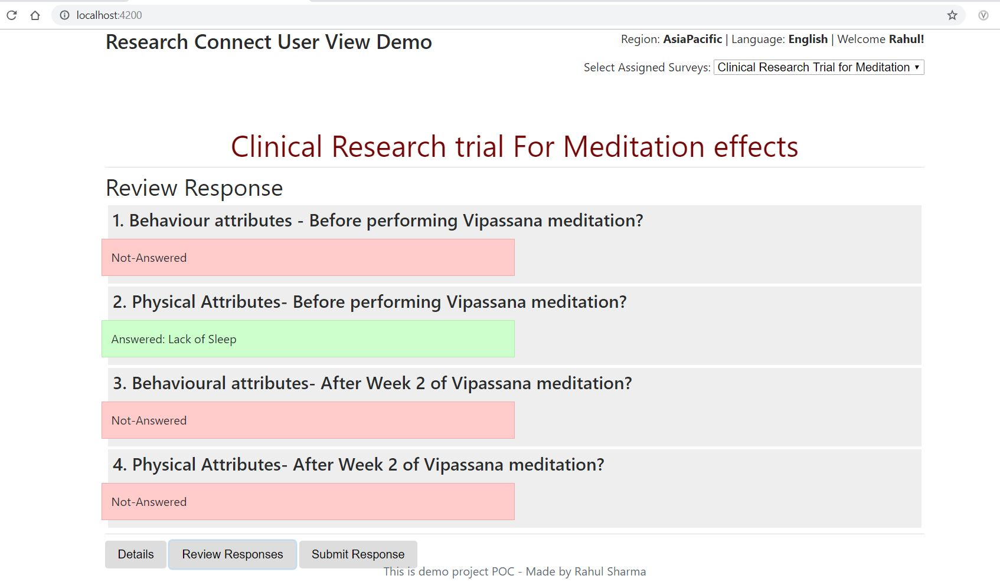 localhost:4200
Research Connect User View Demo
Region: AsiaPacific | Language: English | Welcome Rahul!
Select Assigned Surveys: Clinical Research Trial for Meditation
Clinical Research trial For Meditation effects
Review Response
1. Behaviour attributes - Before performing Vipassana meditation?
Not-Answered
2. Physical Attributes- Before performing Vipassana meditation?
Answered: Lack of Sleep
3. Behavioural attributes- After Week 2 of Vipassana meditation?
Not-Answered
4. Physical Attributes- After Week 2 of Vipassana meditation?
Not-Answered
Details Review Responses Submit Response
This is demo project POC - Made by Rahul Sharma